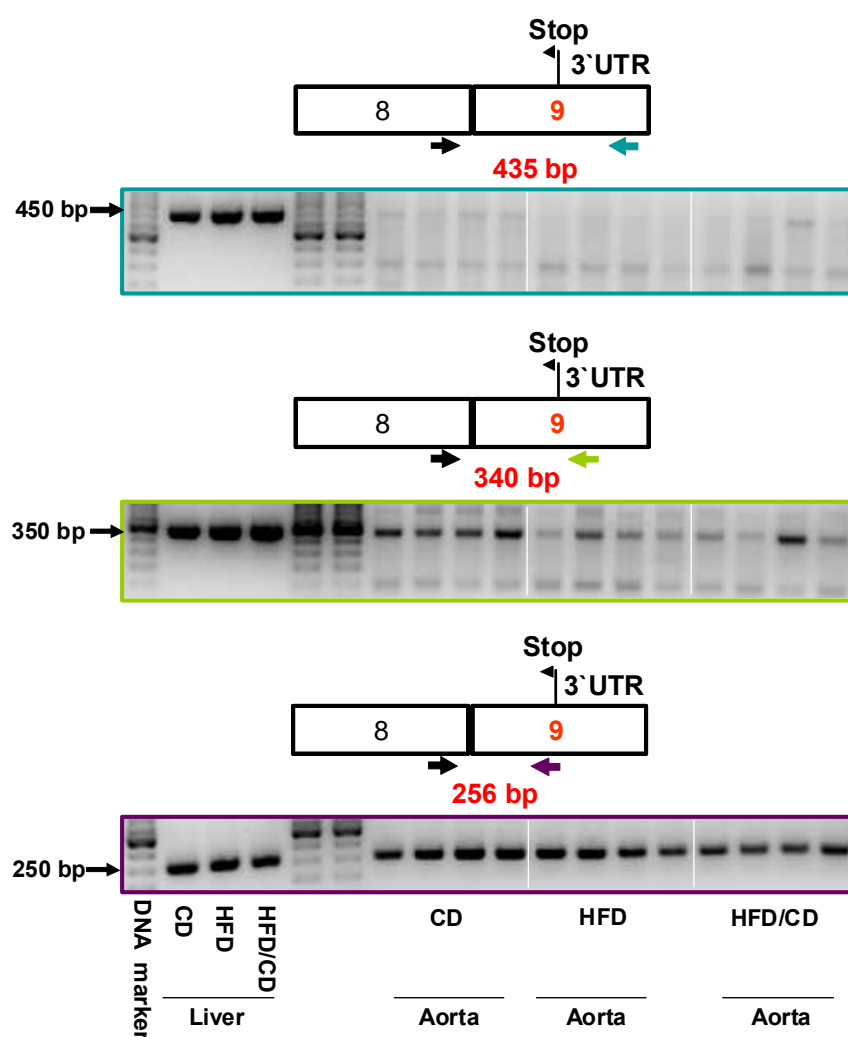 Stop
3`UTR
8
9
435 bp
450 bp
Stop
3`UTR
8
9
340 bp
350 bp
Stop
3`UTR
8
9
256 bp
250 bp
DNA marker
CD
HFD
HFD/CD
CD
HFD
HFD/CD
Liver
Aorta
Aorta
Aorta